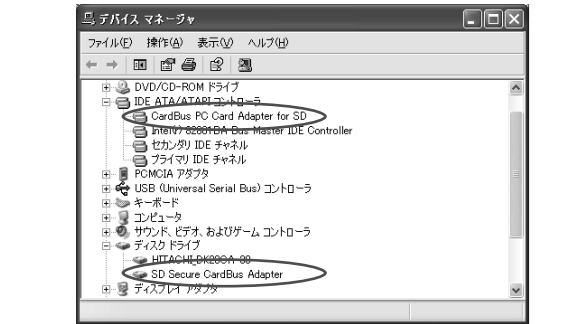 デバイス マネージャ
ファイル(F) 操作(A) 表示(V) ヘルプ(H)
DVD/CD-ROM ドライブ
IDE ATA/ATAPI コントローラ
CardBus PC Card Adapter for SD
Intel(r) 82801BA Bus Master IDE Controller
セカンダリ IDE チャネル
プライマリ IDE チャネル
PCMCIA アダプタ
USB (Universal Serial Bus) コントローラ
キーボード
コンピュータ
サウンド、ビデオ、およびゲーム コントローラ
ディスク ドライブ
SD Secure CardBus Adapter
ディスプレイ アダプタ